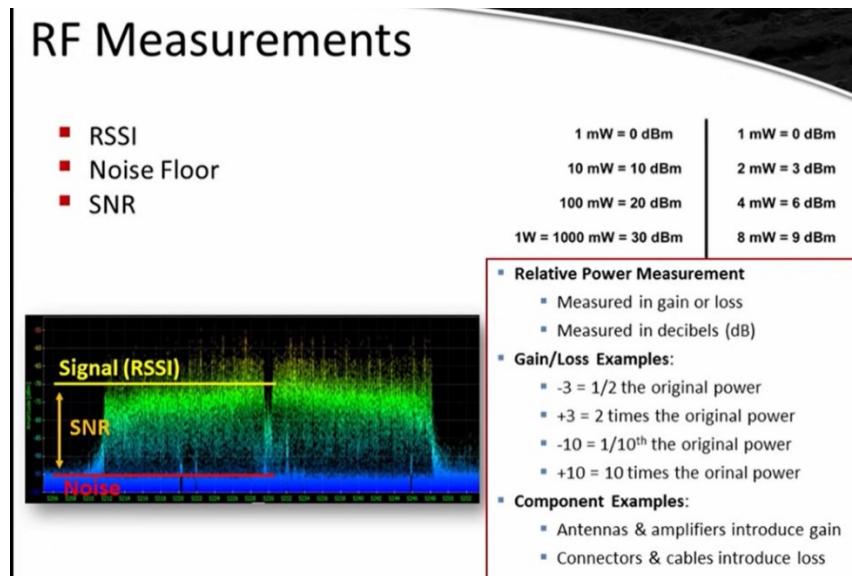 RF Measurements
RSSI
Noise Floor
SNR
1 mW = 0 dBm
10 mW = 10 dBm
100 mW = 20 dBm
1W = 1000 mW = 30 dBm
1 mW = 0 dBm
2 mW = 3 dBm
4 mW = 6 dBm
8 mW = 9 dBm
Signal (RSSI)
SNR
Noise
Relative Power Measurement
Measured in gain or loss
Measured in decibels (dB)
Gain/Loss Examples:
-3 = 1/2 the original power
+3 = 2 times the original power
-10 = 1/10th the original power
+10 = 10 times the orinal power
Component Examples:
Antennas & amplifiers introduce gain
Connectors & cables introduce loss